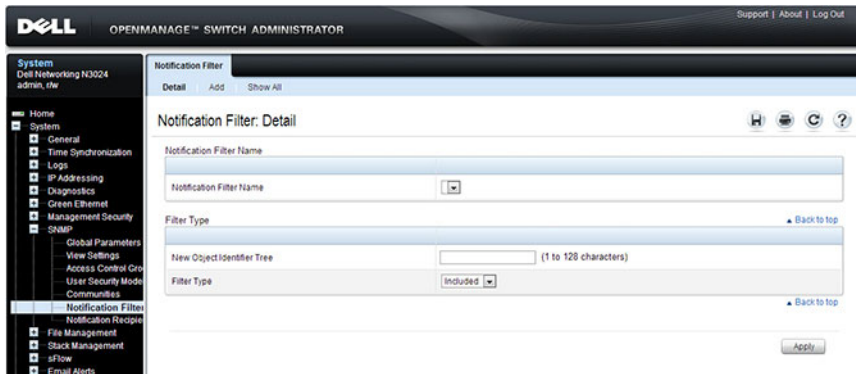 Support | About | Log Out
DELL OPENMANAGE™ SWITCH ADMINISTRATOR
System
Dell Networking N3024
admin, r/w
Home
System
General
Time Synchronization
Logs
IP Addressing
Diagnostics
Green Ethernet
Management Security
SNMP
Global Parameters
View Settings
Access Control Gro
User Security Mode
Communities
Notification Filter
Notification Recipie
File Management
Stack Management
sFlow
Email Alerts
Notification Filter
Detail Add Show All
Notification Filter: Detail
Notification Filter Name
Notification Filter Name
Filter Type
Back to top
New Object Identifier Tree (1 to 128 characters)
Filter Type Included
Back to top
Apply